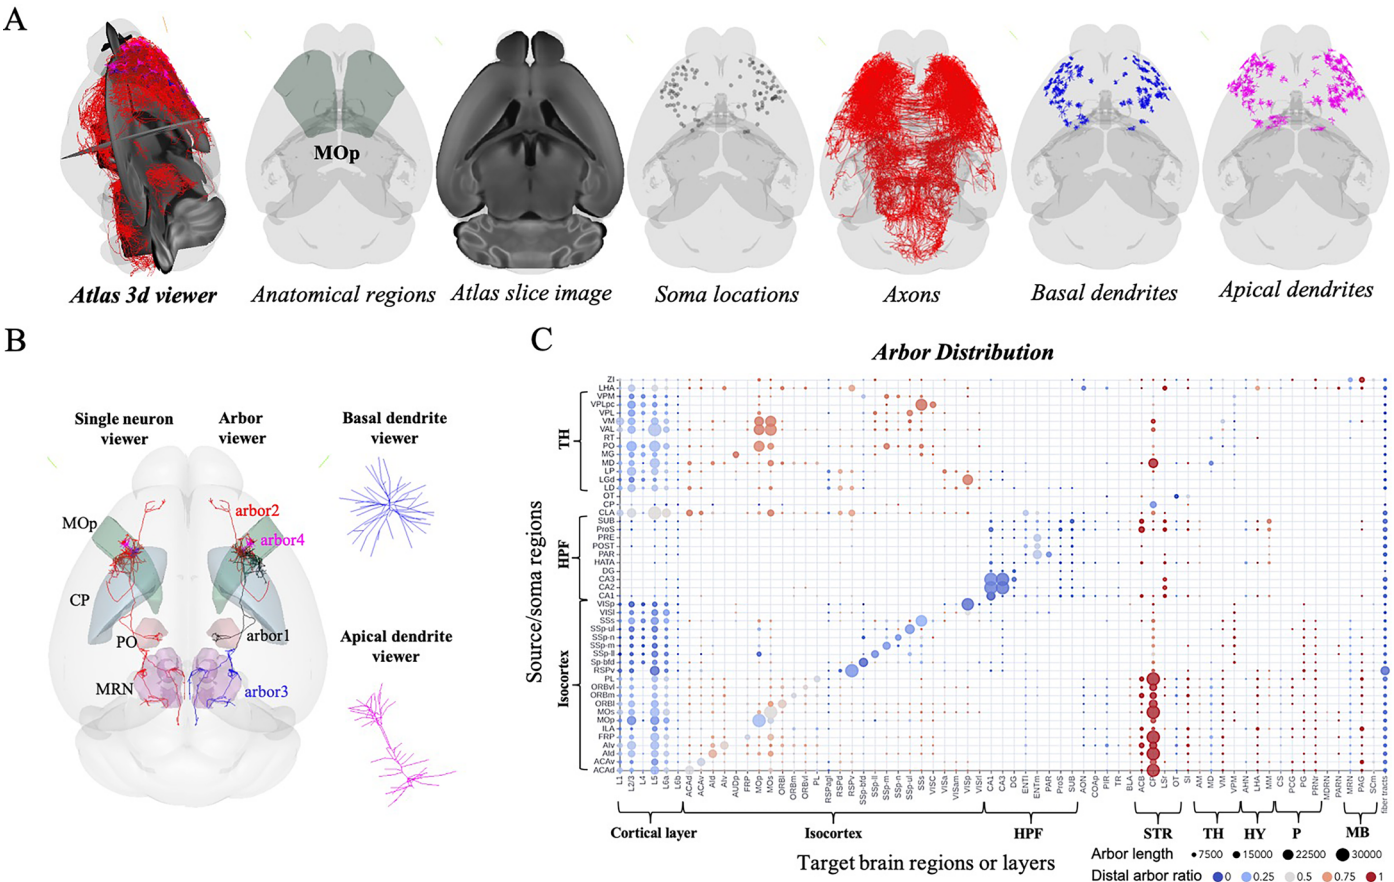 A
MOp
Atlas 3d viewer
Anatomical regions
Atlas slice image
Soma locations
Axons
Basal dendrites
Apical dendrites
B
Single neuron
viewer
Arbor
viewer
Basal dendrite
viewer
MOp
CP
PO
MRN
arbor2
arbor4
arbor1
arbor3
Apical dendrite
viewer
C
Arbor Distribution
Source/soma regions
TH
HPF
Isocortex
ZI
LHA
VPM
VPLpc
VPL
VM
VAL
RT
PO
MG
MD
LP
LGd
LD
OT
CP
CLA
SUB
ProS
PRE
POST
PAR
HATA
DG
CA3
CA2
CA1
VISp
VISl
SSs
SSp-ul
SSp-n
SSp-m
SSp-ll
Sp-bfd
RSPv
PL
ORBvl
ORBm
ORBl
MOs
MOp
ILA
FRP
AIv
AId
ACAv
ACAd
L1 L2/3 L4 L5 L6a L6b ACAd ACAv AId AIv AUDp FRP MOp MOs ORBl ORBm ORBvl PL RSPagl RSPd RSPv SSp-bfd SSp-ll SSp-m SSp-n SSp-ul SSs VISC VISa VISam VISp VISrl CA1 CA3 DG ENTl ENTm PAR ProS SUB AON COAp PIR TR BLA ACB CP LSr OT SI AM MD VM VPM AHN LHA MM CS PCG PG PRNr MDRN PARN MRN PAG SCm fiber tracts
Cortical layer
Isocortex
HPF
STR
TH
HY
P
MB
Target brain regions or layers
Arbor length 7500 15000 22500 30000
Distal arbor ratio 0 0.25 0.5 0.75 1